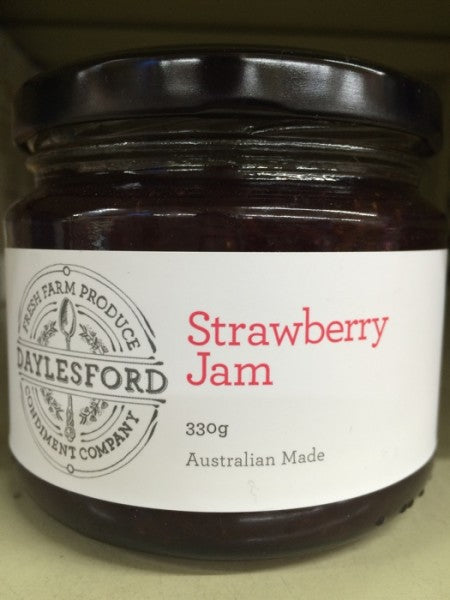 FRESH FARM PRODUCE
DAYLESFORD
CONDIMENT COMPANY
Strawberry
Jam
330g
Australian Made